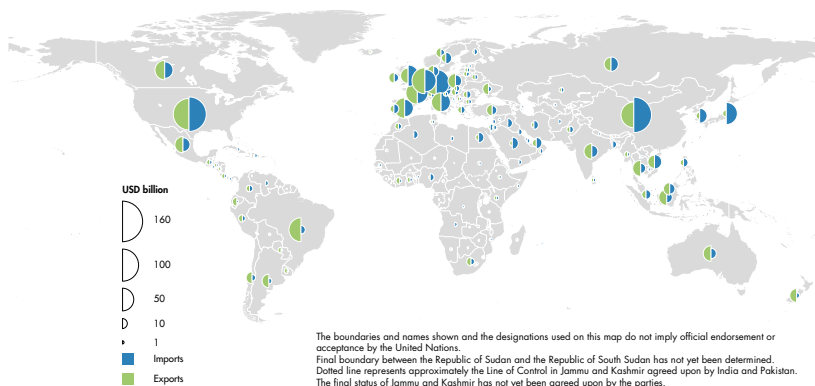 USD billion
160
100
50
10
1
Imports
Exports
The boundaries and names shown and the designations used on this map do not imply official endorsement or
acceptance by the United Nations.
Final boundary between the Republic of Sudan and the Republic of South Sudan has not yet been determined.
Dotted line represents approximately the Line of Control in Jammu and Kashmir agreed upon by India and Pakistan.
The final status of Jammu and Kashmir has not yet been agreed upon by the parties.